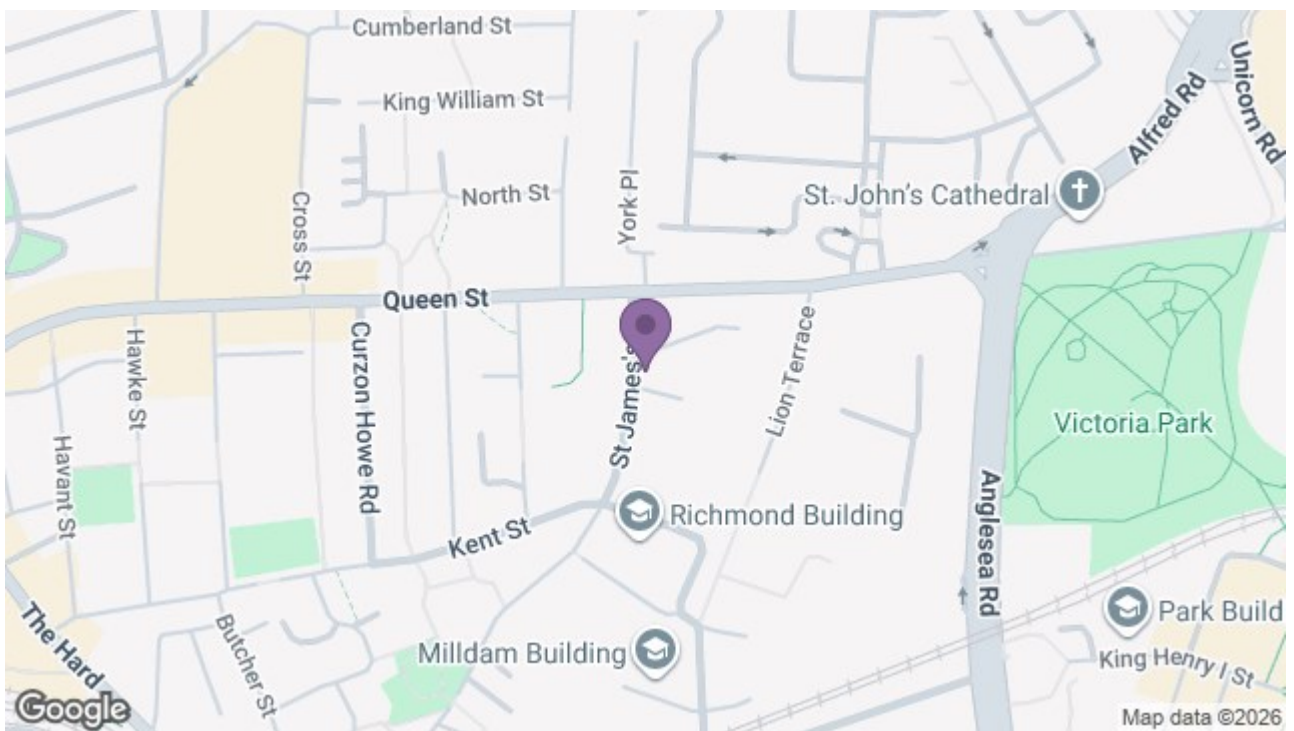 Cumberland St
King William St
North St
York Pl
Cross St
Alfred Rd
Unicorn Rd
St. John's Cathedral
Queen St
Hawke St
Curzon Howe Rd
St James's
Lion Terrace
Victoria Park
Havant St
Anglesea Rd
Richmond Building
Kent St
The Hard
Butcher St
Milldam Building
Park Build
King Henry I St
Google
Map data ©2026